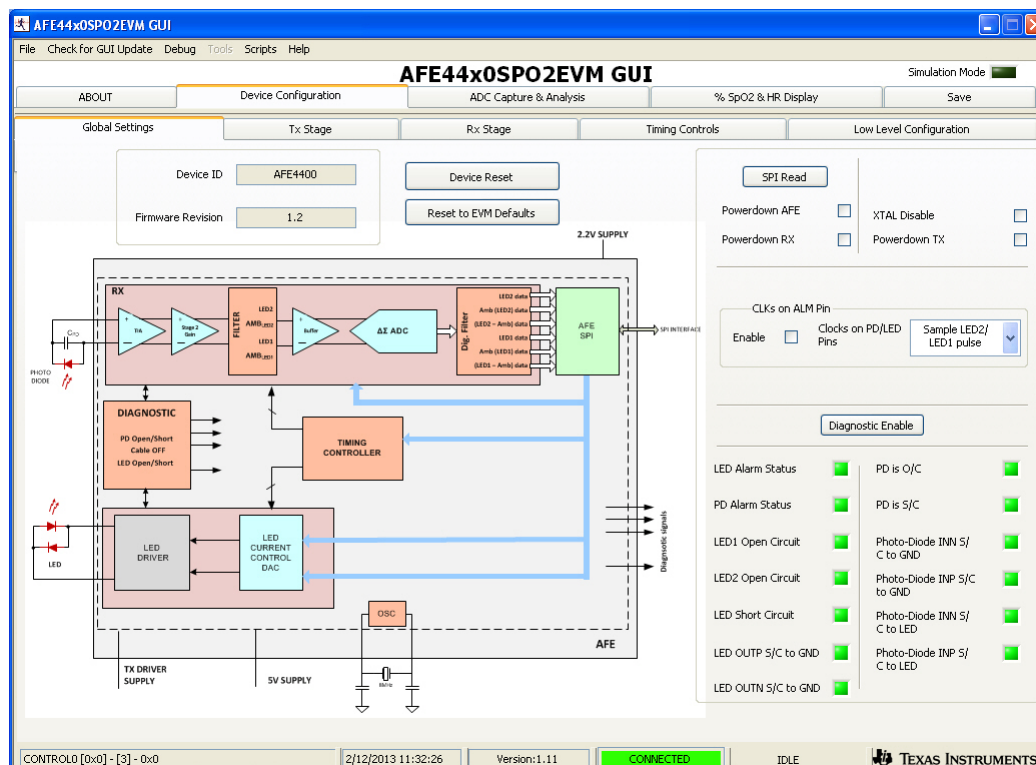 AFE44x0SPO2EVM GUI
File Check for GUI Update Debug Tools Scripts Help
AFE44x0SPO2EVM GUI
Simulation Mode
ABOUT Device Configuration ADC Capture & Analysis % SpO2 & HR Display Save
Global Settings Tx Stage Rx Stage Timing Controls Low Level Configuration
Device ID AFE4400
Firmware Revision 1.2
Device Reset
Reset to EVM Defaults
2.2V SUPPLY
RX
CPD
TIA
Stage 2
Gain
FILTER
LED2
AMBLED2
LED1
AMBLED1
Buffer
ΔΣ ADC
Dig. Filter
LED2 data
Amb (LED2) data
(LED2 – Amb) data
LED1 data
Amb (LED1) data
(LED1 – Amb) data
AFE
SPI
SPI INTERFACE
PHOTO
DIODE
DIAGNOSTIC
PD Open/Short
Cable OFF
LED Open/Short
TIMING
CONTROLLER
LED
DRIVER
LED
CURRENT
CONTROL
DAC
LED
Diagnsotic signals
OSC
AFE
TX DRIVER
SUPPLY
5V SUPPLY
8MHz
SPI Read
Powerdown AFE
XTAL Disable
Powerdown RX
Powerdown TX
CLKs on ALM Pin
Enable
Clocks on PD/LED
Pins
Sample LED2/
LED1 pulse
Diagnostic Enable
LED Alarm Status
PD Alarm Status
LED1 Open Circuit
LED2 Open Circuit
LED Short Circuit
LED OUTP S/C to GND
LED OUTN S/C to GND
PD is O/C
PD is S/C
Photo-Diode INN S/
C to GND
Photo-Diode INP S/C
to GND
Photo-Diode INN S/
C to LED
Photo-Diode INP S/
C to LED
CONTROL0 [0x0] - [3] - 0x0 2/12/2013 11:32:26 Version:1.11 CONNECTED IDLE TEXAS INSTRUMENTS